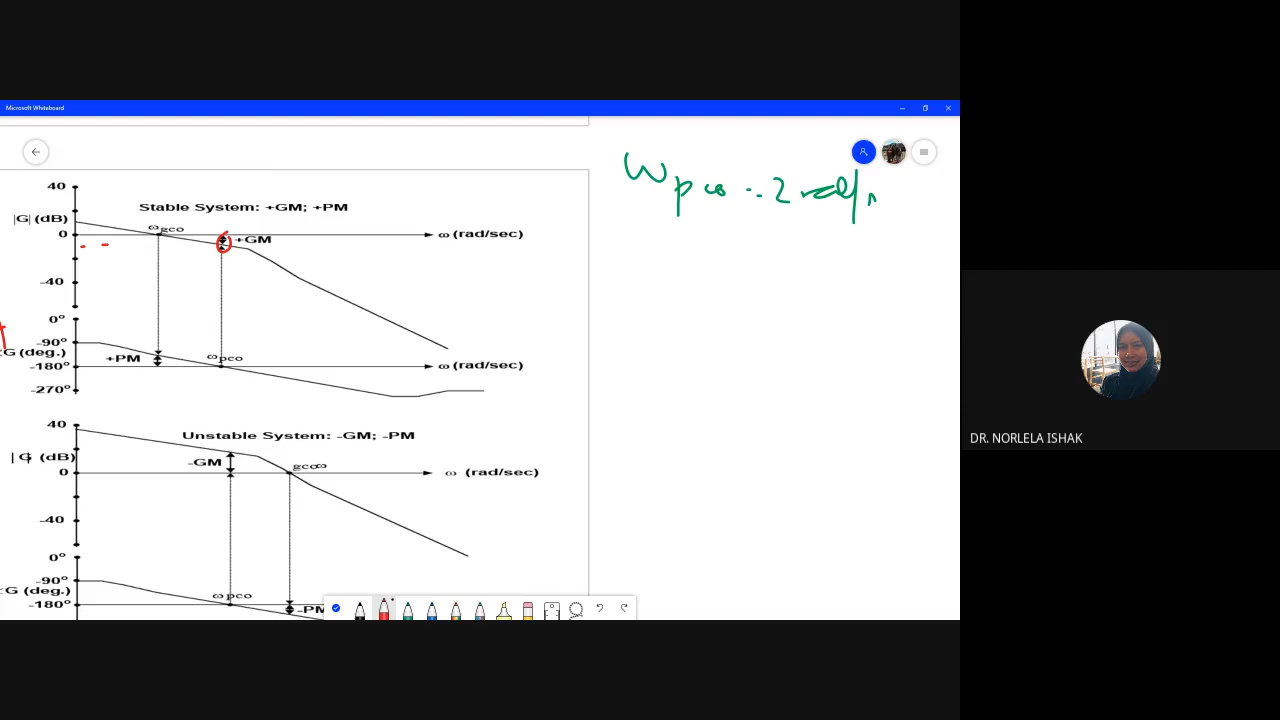 Microsoft Whiteboard
ω pco = 2 rad/s
40
Stable System: +GM; +PM
|G|(dB)
ωgco
0
+GM
ω (rad/sec)
-40
0°
-90°
G (deg.)
+PM
ωpco
-180°
ω (rad/sec)
-270°
40
Unstable System: -GM; -PM
|G (dB)
-GM
gcoω
0
ω (rad/sec)
-40
0°
-90°
G (deg.)
ωpco
-180°
-PM
DR. NORLELA ISHAK